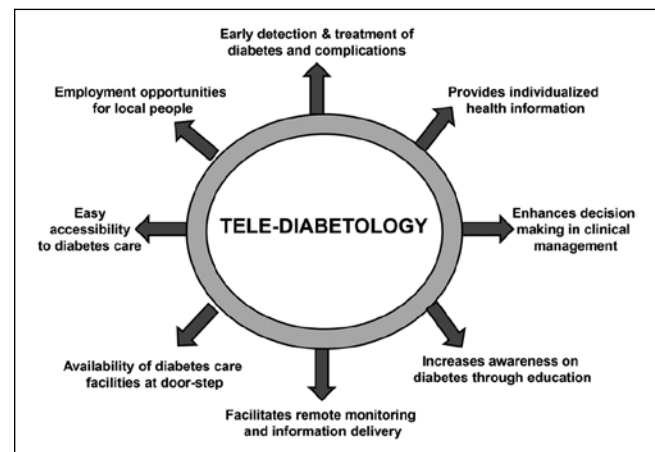 Early detection & treatment of
diabetes and complications
Employment opportunities
for local people
Provides individualized
health information
Easy
accessibility
to diabetes care
TELE-DIABETOLOGY
Enhances decision
making in clinical
management
Availability of diabetes care
facilities at door-step
Increases awareness on
diabetes through education
Facilitates remote monitoring
and information delivery